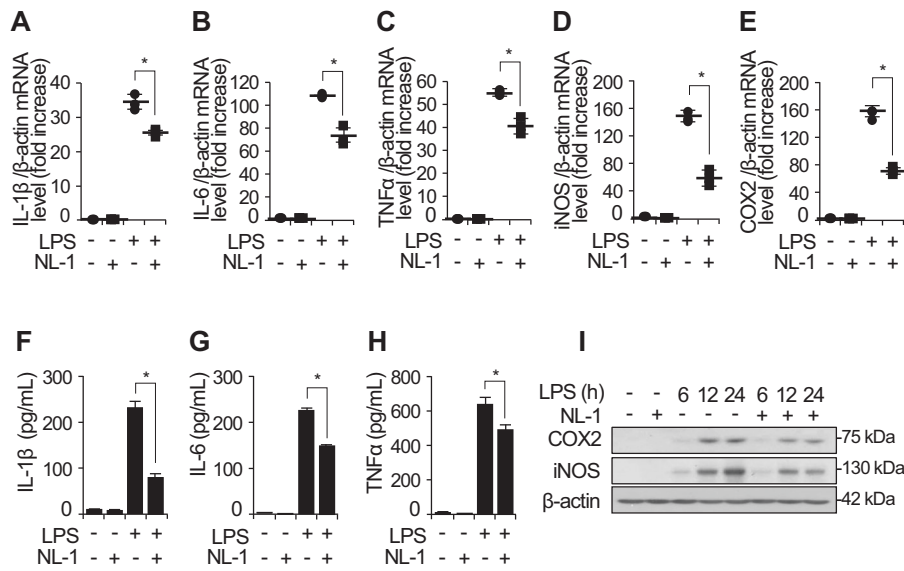 A
IL-1β/β-actin mRNA
level (fold increase)
40
30
20
10
0
*
LPS - - + +
NL-1 - + - +
B
IL-6 /β-actin mRNA
level (fold increase)
120
80
40
0
*
LPS - - + +
NL-1 - + - +
C
TNFα /β-actin mRNA
level (fold increase)
60
40
20
0
*
LPS - - + +
NL-1 - + - +
D
iNOS /β-actin mRNA
level (fold increase)
200
160
120
80
40
0
*
LPS - - + +
NL-1 - + - +
E
COX2 /β-actin mRNA
level (fold increase)
200
160
120
80
40
0
*
LPS - - + +
NL-1 - + - +
F
IL-1β (pg/mL)
300
200
100
0
*
LPS - - + +
NL-1 - + - +
G
IL-6 (pg/mL)
300
200
100
0
*
LPS - - + +
NL-1 - + - +
H
TNFα (pg/mL)
800
600
400
200
0
*
LPS - - + +
NL-1 - + - +
I
LPS (h) - - 6 12 24 6 12 24
NL-1 - + - - - + + +
COX2 -75 kDa
iNOS -130 kDa
β-actin -42 kDa